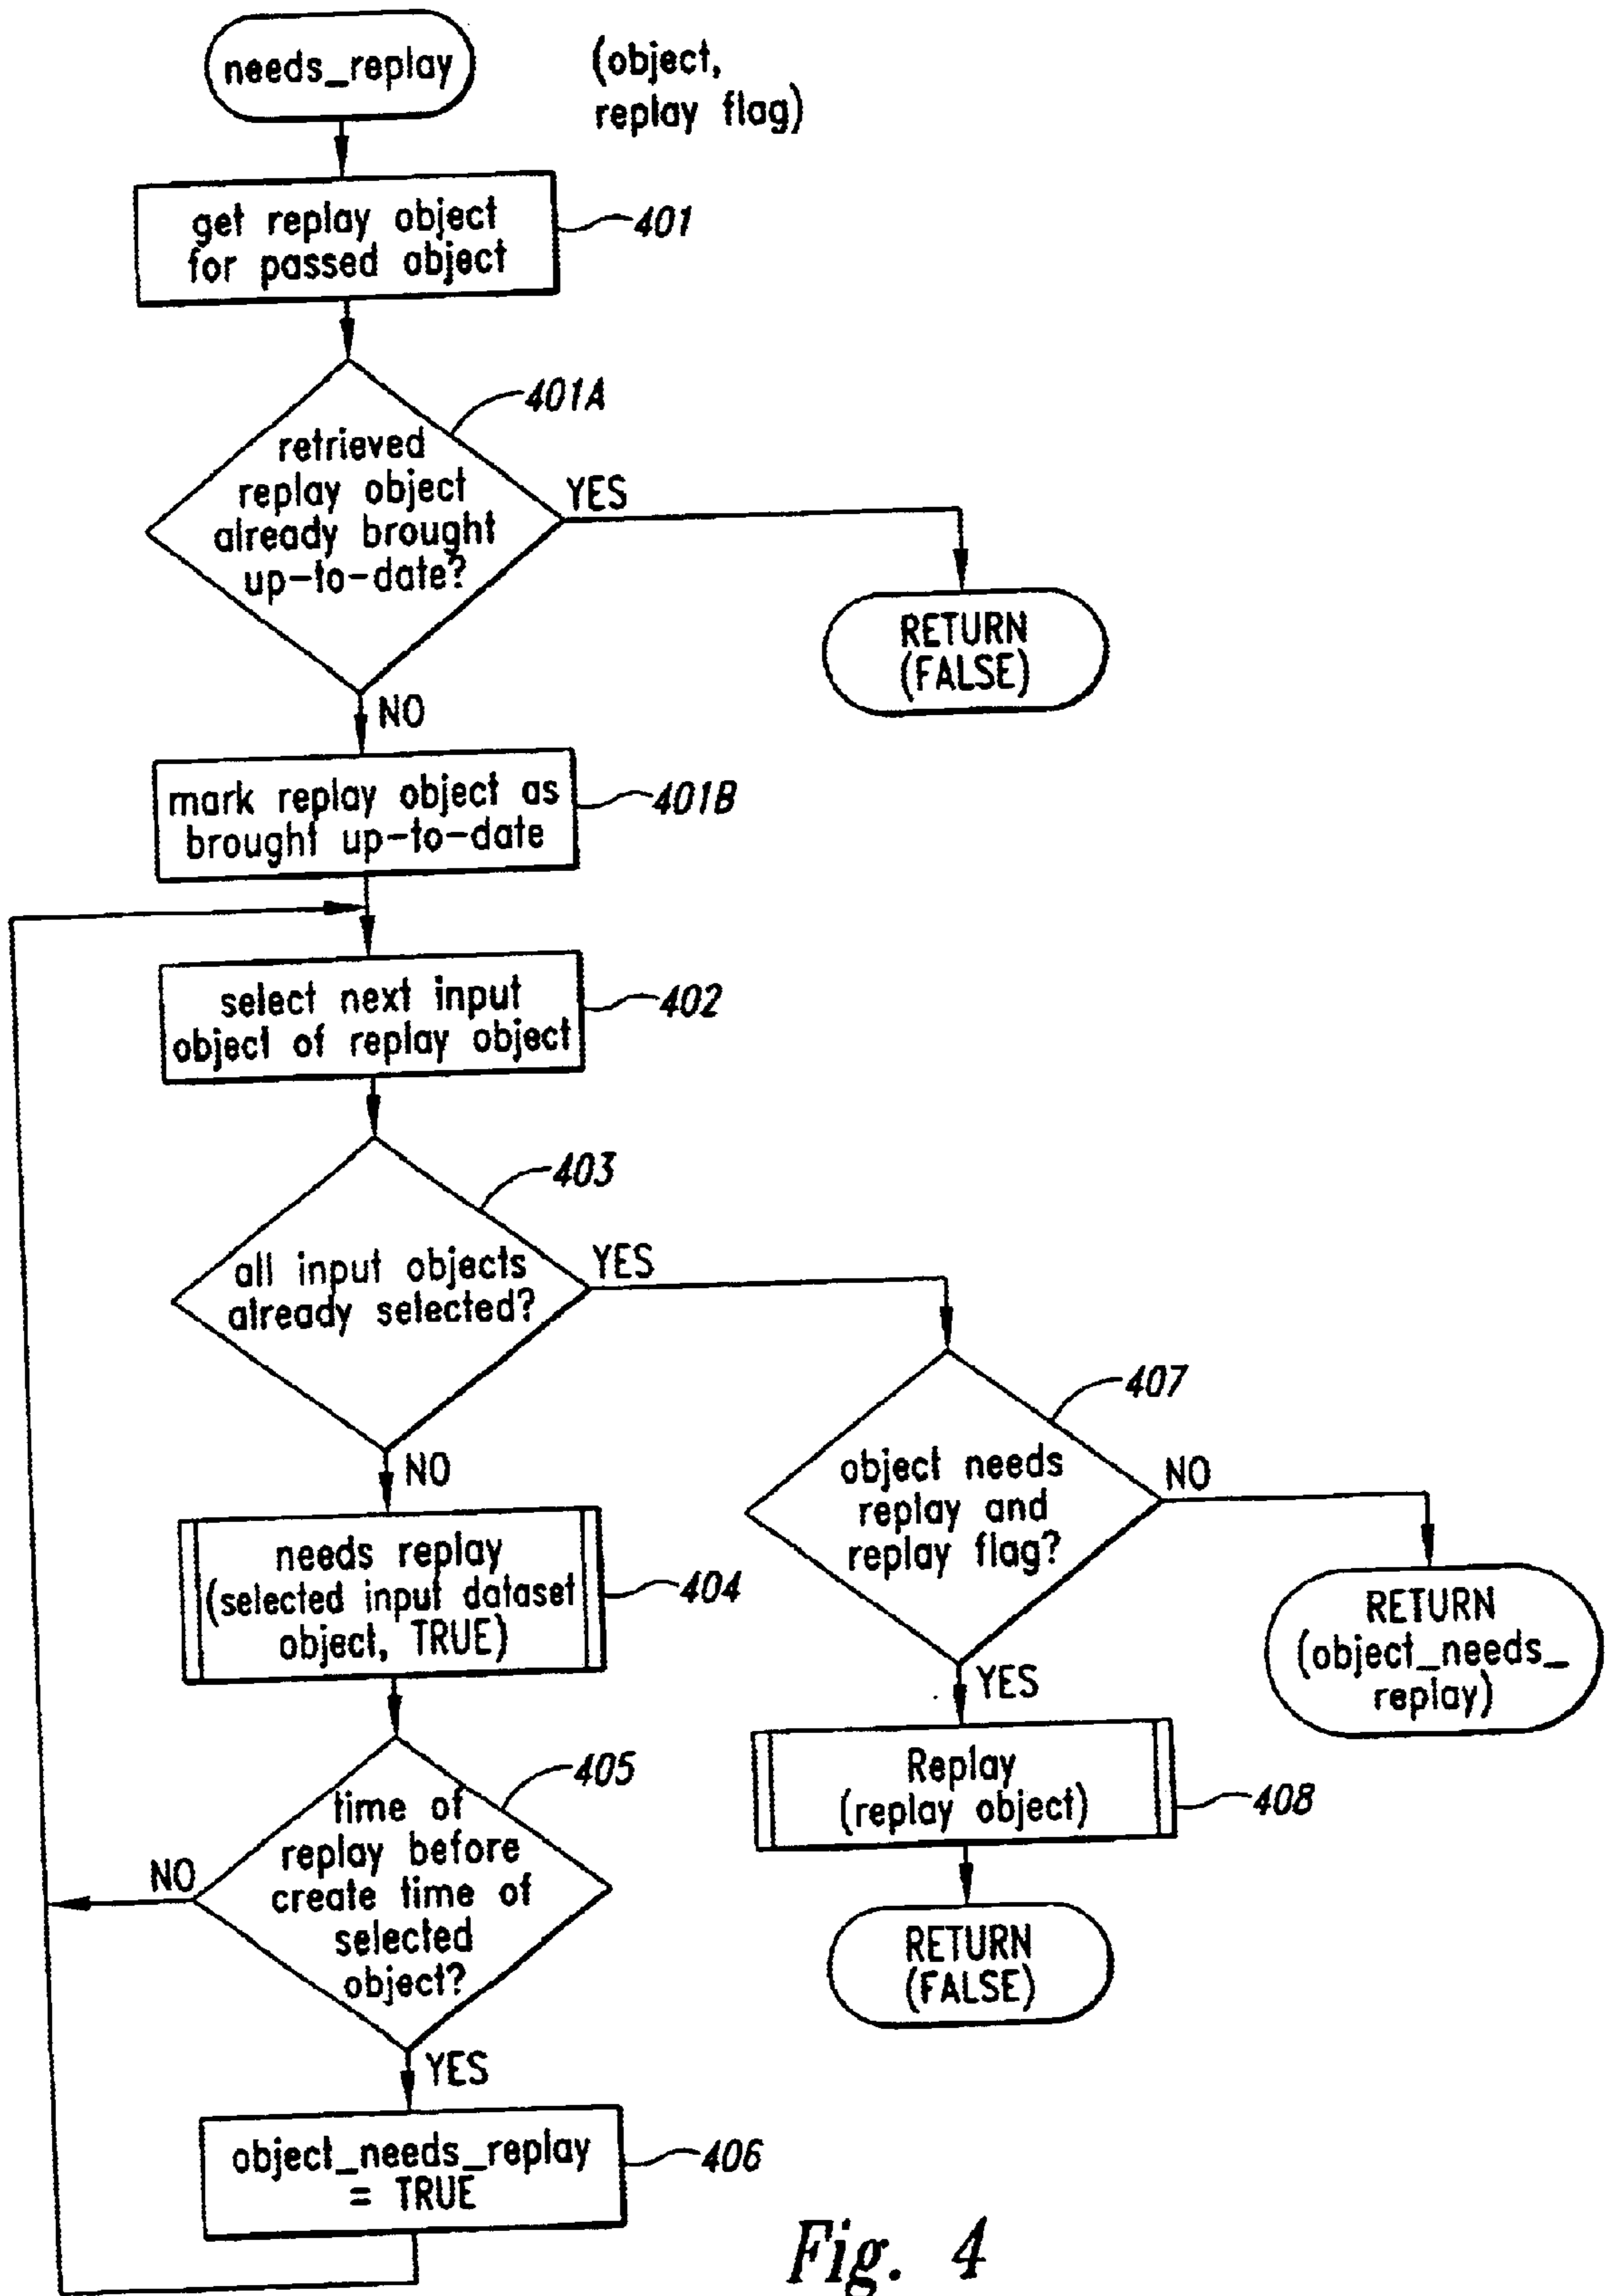 needs_replay
(object,
replay flag)
get replay object
for passed object
401
401A
retrieved
replay object
already brought
up-to-date?
YES
RETURN
(FALSE)
NO
mark replay object as
brought up-to-date
401B
select next input
object of replay object
402
403
all input objects
already selected?
YES
407
NO
object needs
replay and
replay flag?
NO
needs replay
(selected input dataset
object, TRUE)
404
RETURN
(object_needs_
replay)
YES
Replay
(replay object)
408
405
time of
replay before
create time of
selected
object?
NO
RETURN
(FALSE)
YES
object_needs_replay
= TRUE
406
Fig. 4